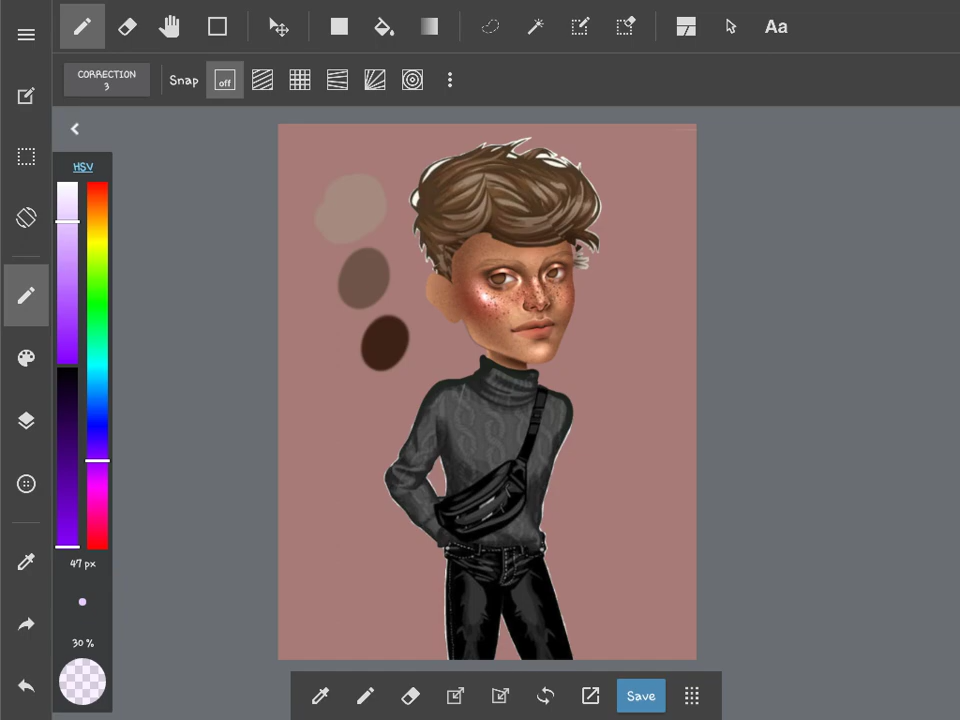 Aa
CORRECTION
3
Snap
off
HSV
47 px
30 %
Save